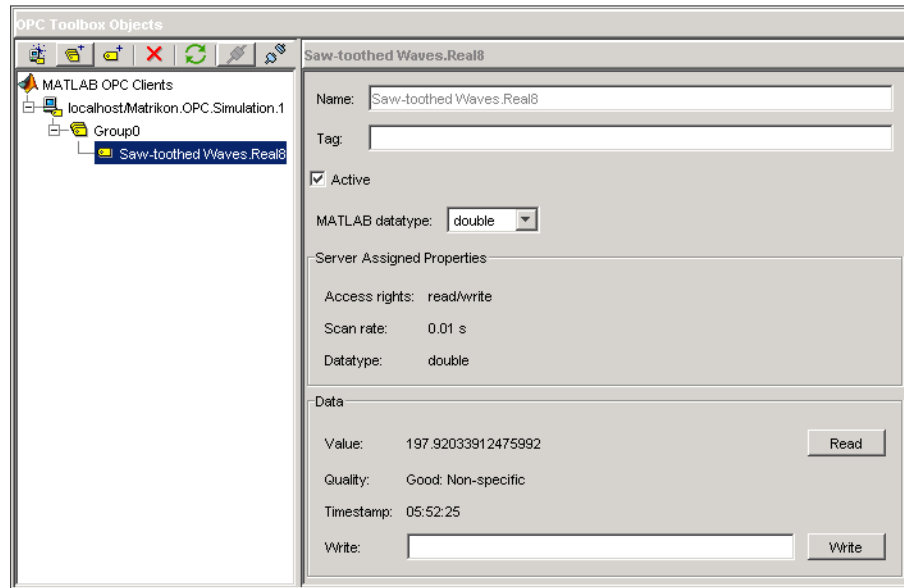 OPC Toolbox Objects
MATLAB OPC Clients
localhost/Matrikon.OPC.Simulation.1
Group0
Saw-toothed Waves.Real8
Saw-toothed Waves.Real8
Name: Saw-toothed Waves.Real8
Tag:
Active
MATLAB datatype: double
Server Assigned Properties
Access rights: read/write
Scan rate: 0.01 s
Datatype: double
Data
Value: 197.92033912475992 Read
Quality: Good: Non-specific
Timestamp: 05:52:25
Write: Write